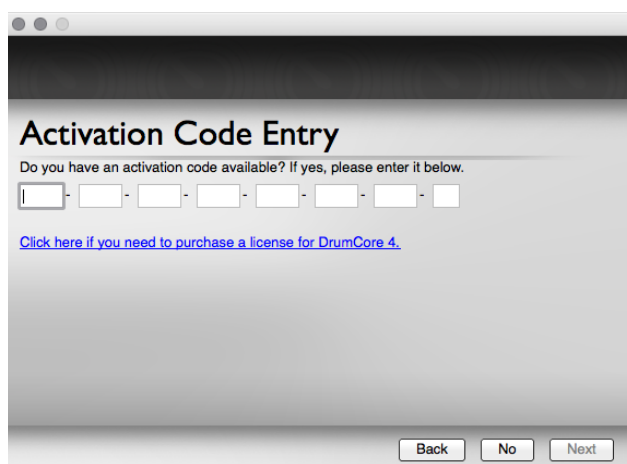 Activation Code Entry
Do you have an activation code available? If yes, please enter it below.
- - - - - - -
Click here if you need to purchase a license for DrumCore 4.
Back No Next